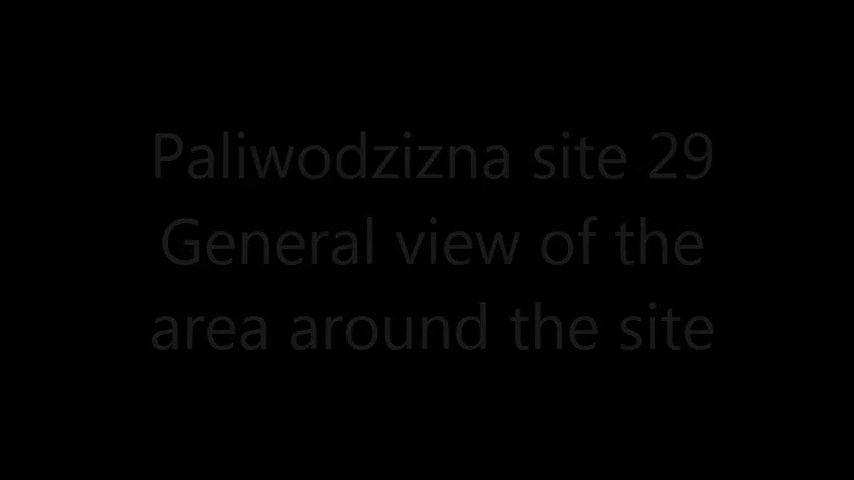 Paliwodzizna site 29
General view of the
area around the site